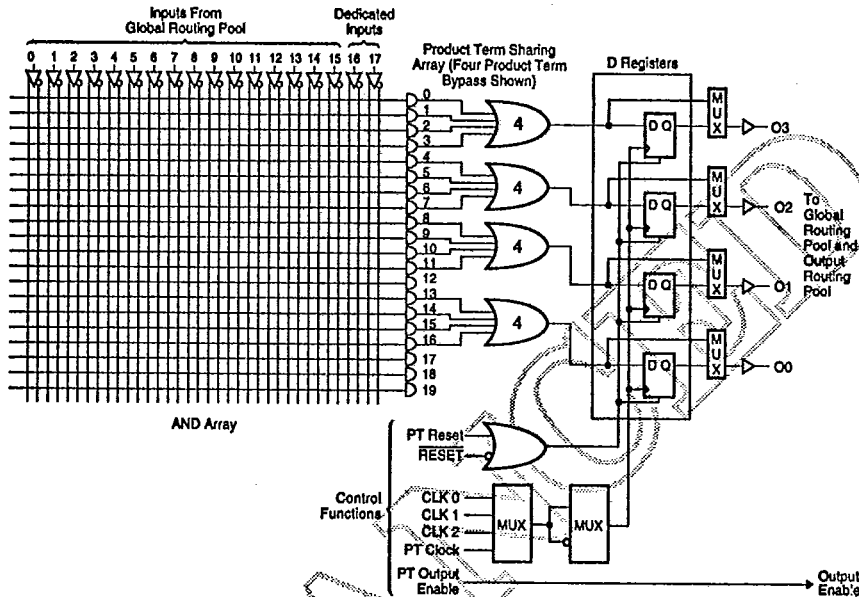 Inputs From
Global Routing Pool
Dedicated
Inputs
0 1 2 3 4 5 6 7 8 9 10 11 12 13 14 15 16 17
Product Term Sharing
Array (Four Product Term
Bypass Shown)
D Registers
0
1
2
3
4
5
6
7
8
9
10
11
12
13
14
15
16
17
18
19
4
4
4
4
D Q
D Q
D Q
D Q
MUX
MUX
MUX
MUX
O3
O2
O1
O0
To
Global
Routing
Pool and
Output
Routing
Pool
AND Array
Control
Functions
PT Reset
RESET
CLK 0
CLK 1
CLK 2
PT Clock
MUX
MUX
PT Output
Enable
Output
Enable